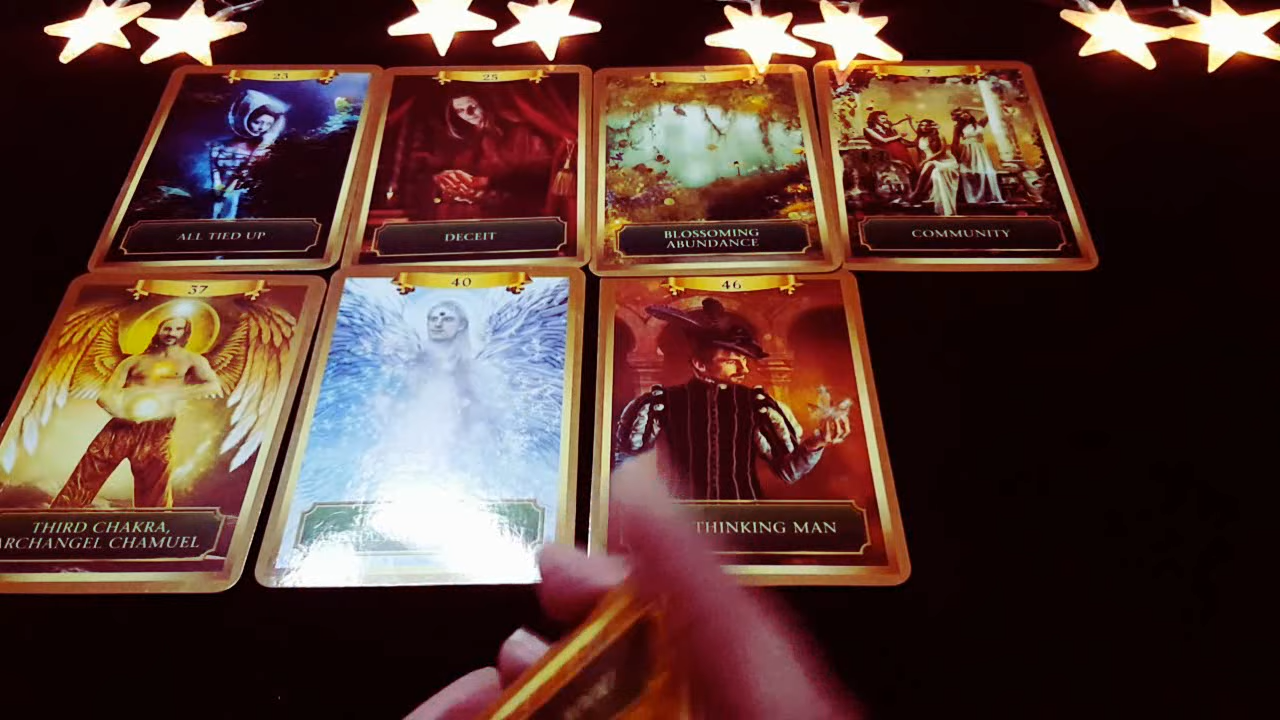 23
25
3
7
ALL TIED UP
DECEIT
BLOSSOMING
ABUNDANCE
COMMUNITY
37
40
46
THIRD CHAKRA,
ARCHANGEL CHAMUEL
THINKING MAN